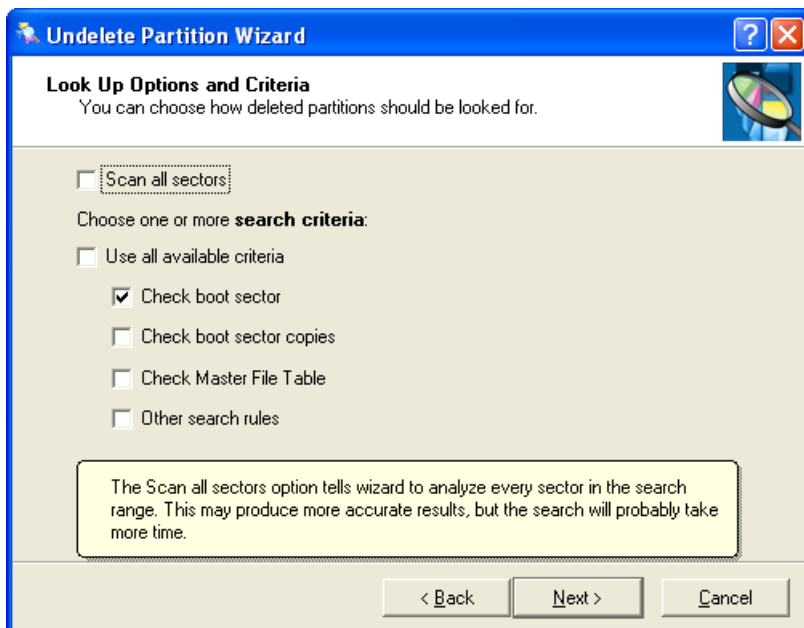 Undelete Partition Wizard
Look Up Options and Criteria
You can choose how deleted partitions should be looked for.
Scan all sectors
Choose one or more search criteria:
Use all available criteria
Check boot sector
Check boot sector copies
Check Master File Table
Other search rules
The Scan all sectors option tells wizard to analyze every sector in the search
range. This may produce more accurate results, but the search will probably take
more time.
< Back
Next >
Cancel